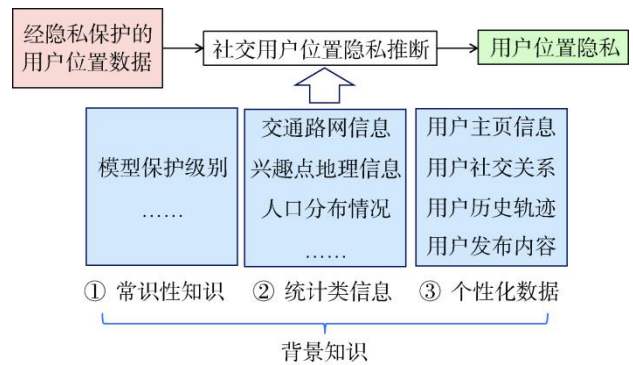 经隐私保护的
用户位置数据
社交用户位置隐私推断
用户位置隐私
模型保护级别
……
交通路网信息
兴趣点地理信息
人口分布情况
……
用户主页信息
用户社交关系
用户历史轨迹
用户发布内容
① 常识性知识
② 统计类信息
③ 个性化数据
背景知识